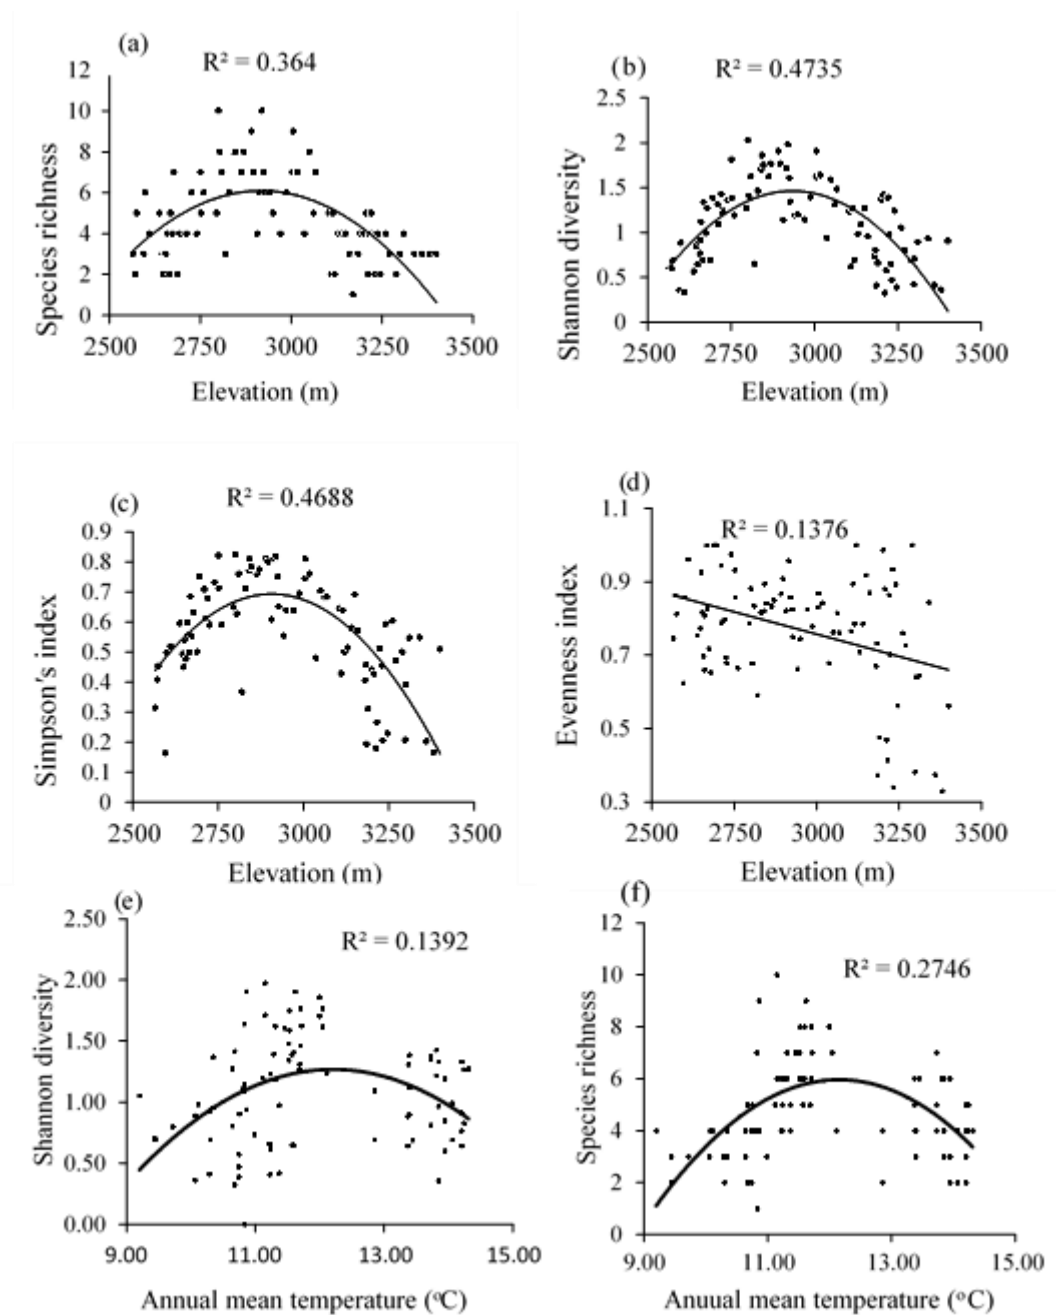 (a)
R² = 0.364
12
10
8
6
4
2
0
2500 2750 3000 3250 3500
Species richness
Elevation (m)
(b)
R² = 0.4735
2.5
2
1.5
1
0.5
0
2500 2750 3000 3250 3500
Shannon diversity
Elevation (m)
(c)
R² = 0.4688
0.9
0.8
0.7
0.6
0.5
0.4
0.3
0.2
0.1
0
2500 2750 3000 3250 3500
Simpson's index
Elevation (m)
(d)
R² = 0.1376
1.1
0.9
0.7
0.5
0.3
2500 2750 3000 3250 3500
Evenness index
Elevation (m)
(e)
R² = 0.1392
2.50
2.00
1.50
1.00
0.50
0.00
9.00 11.00 13.00 15.00
Shannon diversity
Annual mean temperature (°C)
(f)
R² = 0.2746
12
10
8
6
4
2
0
9.00 11.00 13.00 15.00
Species richness
Anuual mean temperature (°C)